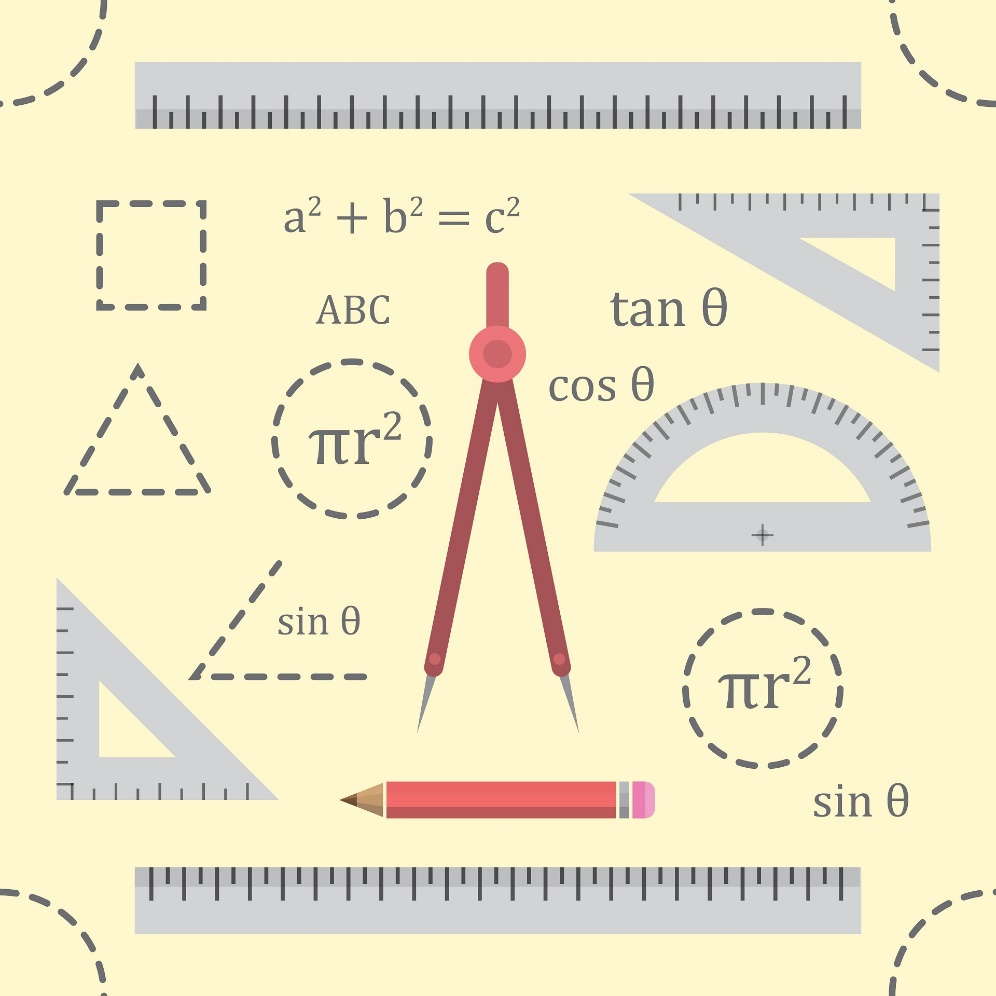 a² + b² = c²
ABC
tan θ
cos θ
πr²
sin θ
πr²
sin θ